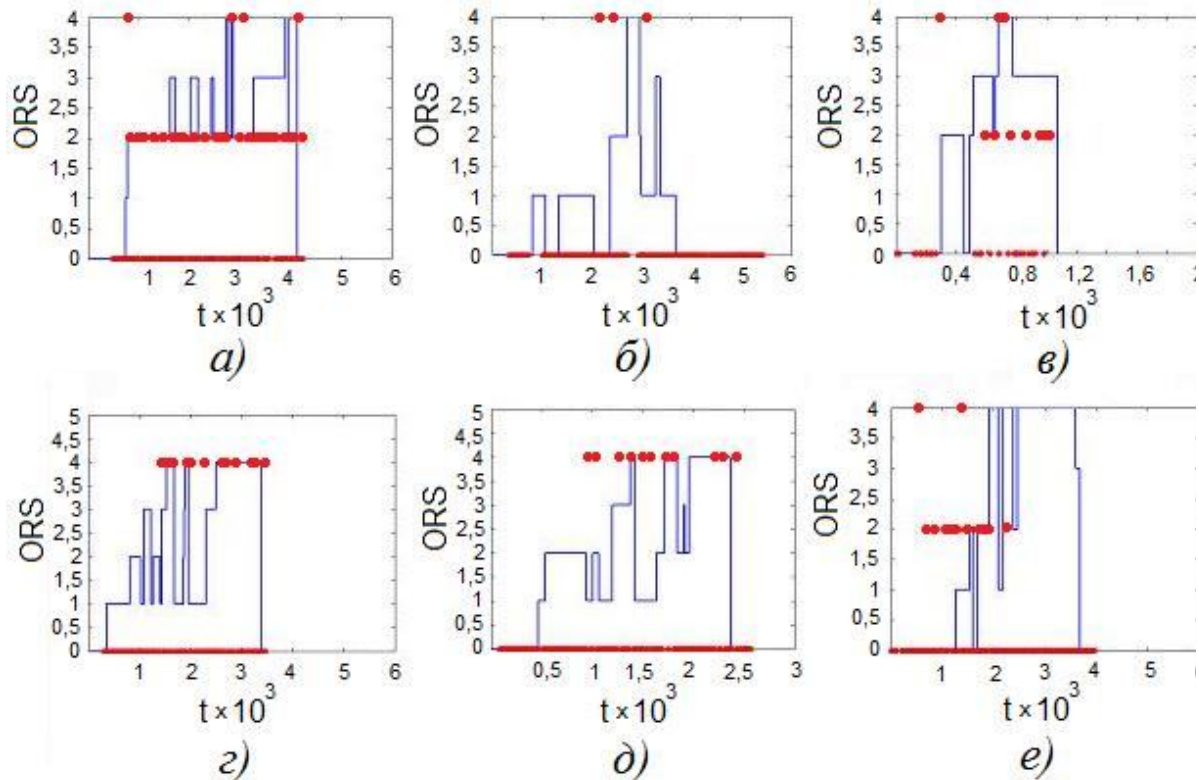 4 4 4
3,5 3,5 3,5
3 3 3
2,5 2,5 2,5
ORS 2 ORS 2 ORS 2
1,5 1,5 1,5
1 1 1
0,5 0,5 0,5
0 0 0
1 2 3 4 5 6 1 2 3 4 5 6 0,4 0,8 1,2 1,6 2
t×10³ t×10³ t×10³
а) б) в)
5 5
4,5 4,5 4
4 4 3,5
3,5 3,5 3
3 3 2,5
ORS 2,5 ORS 2,5 ORS 2
2 2 1,5
1,5 1,5 1
1 1 0,5
0,5 0,5 0
0 0
1 2 3 4 5 6 0,5 1 1,5 2 2,5 3 1 2 3 4 5 6
t×10³ t×10³ t×10³
г) д) е)